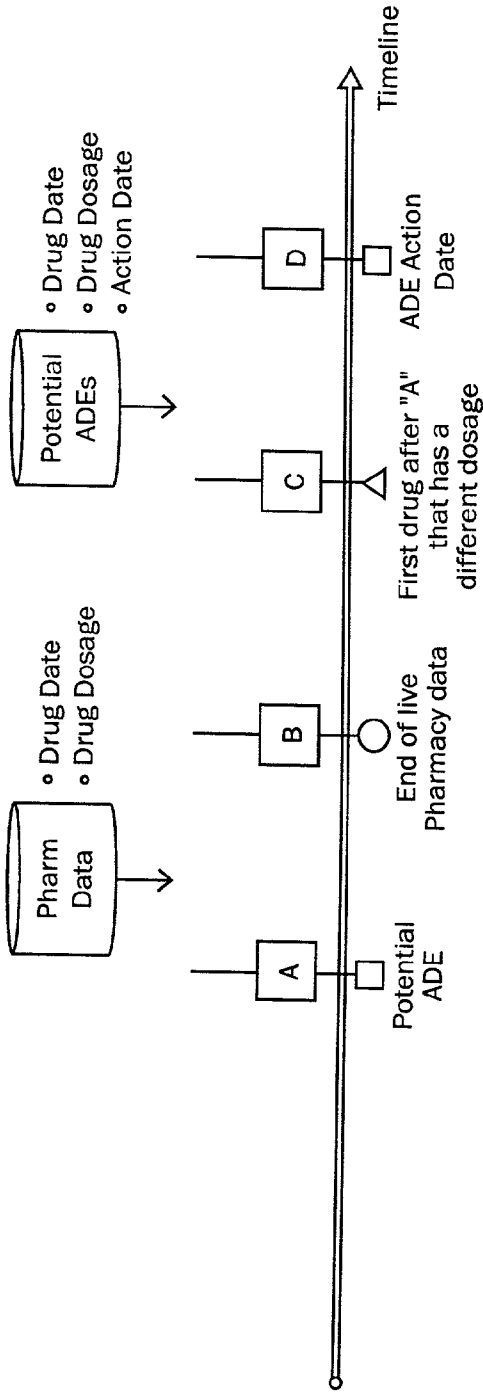 Pharm
Data
◦ Drug Date
◦ Drug Dosage
Potential
ADEs
◦ Drug Date
◦ Drug Dosage
◦ Action Date
A
B
C
D
Potential
ADE
End of live
Pharmacy data
First drug after "A"
that has a
different dosage
ADE Action
Date
Timeline